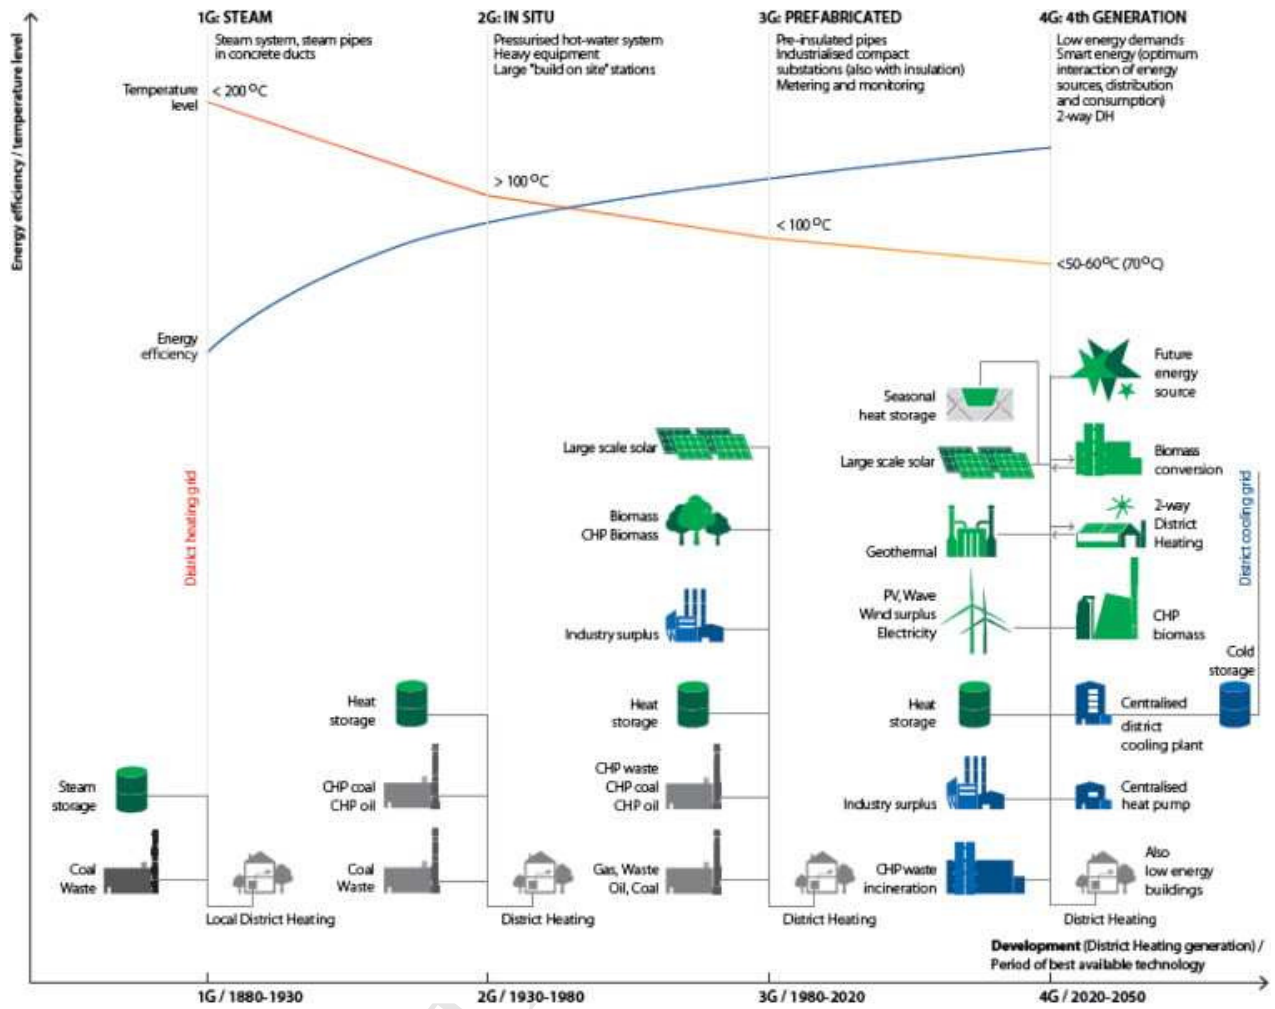 1G: STEAM
Steam system, steam pipes
in concrete ducts
2G: IN SITU
Pressurised hot-water system
Heavy equipment
Large "build on site" stations
3G: PREFABRICATED
Pre-insulated pipes
Industrialised compact
substations (also with insulation)
Metering and monitoring
4G: 4th GENERATION
Low energy demands
Smart energy (optimum
interaction of energy
sources, distribution
and consumption)
2-way DH
Energy efficiency / temperature level
Temperature
level
< 200 °C
> 100 °C
< 100 °C
<50-60°C (70°C)
Energy
efficiency
District heating grid
Steam
storage
Coal
Waste
Local District Heating
Heat
storage
CHP coal
CHP oil
Coal
Waste
District Heating
Large scale solar
Biomass
CHP Biomass
Industry surplus
Heat
storage
CHP waste
CHP coal
CHP oil
Gas, Waste
Oil, Coal
District Heating
Seasonal
heat storage
Large scale solar
Geothermal
PV, Wave
Wind surplus
Electricity
Heat
storage
Industry surplus
CHP waste
incineration
Future
energy
source
Biomass
conversion
2-way
District
Heating
CHP
biomass
Centralised
district
cooling plant
Centralised
heat pump
Also
low energy
buildings
District Heating
District cooling grid
Cold
storage
Development (District Heating generation) /
Period of best available technology
1G / 1880-1930
2G / 1930-1980
3G / 1980-2020
4G / 2020-2050